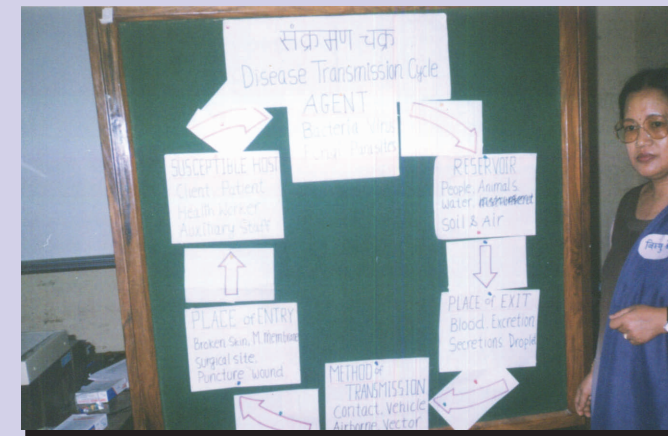 संक्रमण चक्र
Disease Transmission Cycle
AGENT
Bacteria Virus
Fungi Parasits
RESERVOIR
People, Animals
Water, instrument
Soil & Air
PLACE of EXIT
Blood, Excretion
Secretions, Droplet
METHOD of
TRANSMISSION
Contact, Vehicle
Airborne Vector
PLACE of ENTRY
Broken Skin, M. Membrane
Surgical site,
Puncture wound
SUSCEPTIBLE HOST
Client, Patient
Health Worker
Auxiliary Staff